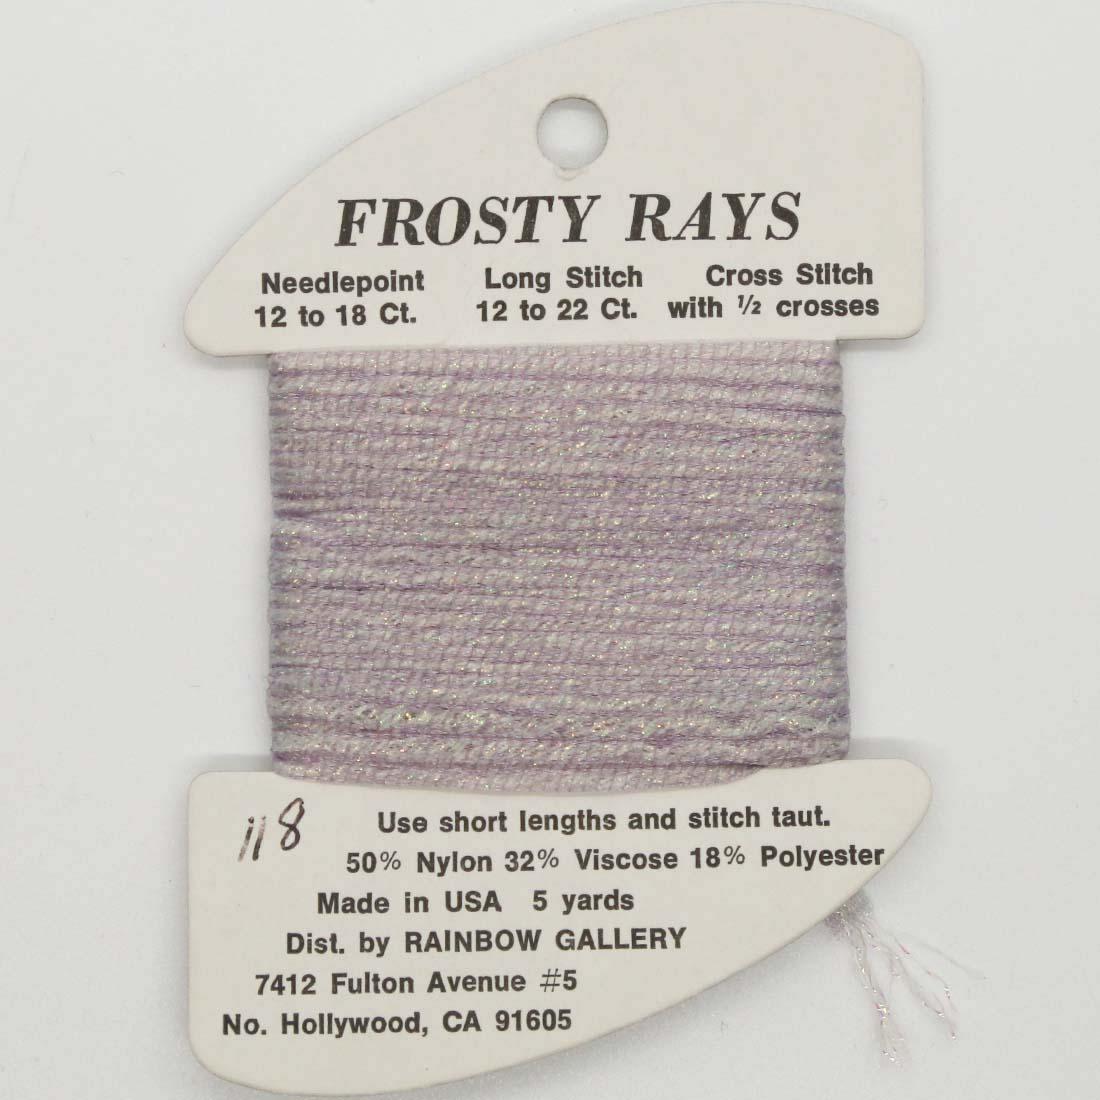 FROSTY RAYS
Needlepoint Long Stitch Cross Stitch
12 to 18 Ct. 12 to 22 Ct. with ½ crosses
118
Use short lengths and stitch taut.
50% Nylon 32% Viscose 18% Polyester
Made in USA 5 yards
Dist. by RAINBOW GALLERY
7412 Fulton Avenue #5
No. Hollywood, CA 91605